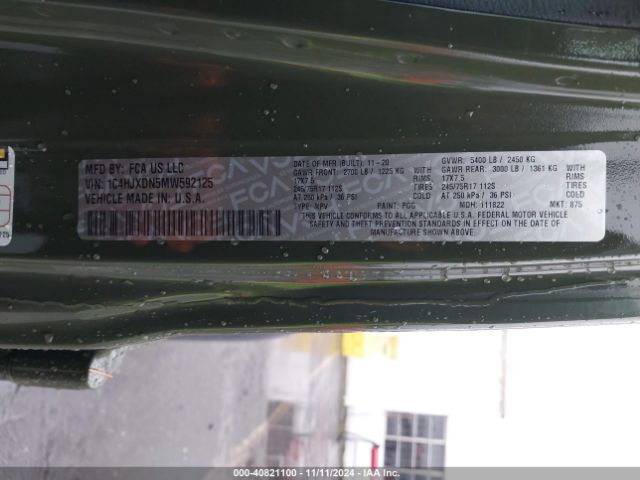 MFD BY: FCA US LLC
VIN: 1C4HJXDN5MW592125
VEHICLE MADE IN: U.S.A.
DATE OF MFR (BUILT): 11-20
GVWR: 5400 LB / 2450 KG
GAWR FRONT: 2700 LB / 1225 KG
WITH
GAWR REAR: 3000 LB / 1361 KG
WITH
17X7.5
RIMS
17X7.5
RIMS
245/75R17 112S
TIRES
245/75R17 112S
TIRES
AT 250 kPa / 36 PSI
COLD
AT 250 kPa / 36 PSI
COLD
TYPE: MPV
PAINT: PGG
MDH: 111822
MKT: 875
THIS VEHICLE CONFORMS TO ALL APPLICABLE U.S.A. FEDERAL MOTOR VEHICLE
SAFETY AND THEFT PREVENTION STANDARDS IN EFFECT ON THE DATE OF
MANUFACTURE SHOWN ABOVE.
000-40821100 - 11/11/2024 - IAAI.COM